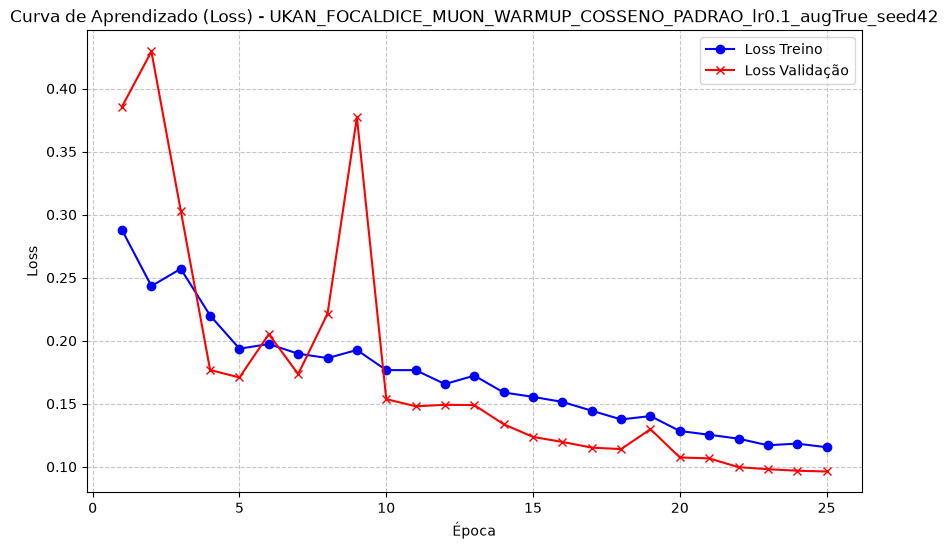 Curva de Aprendizado (Loss) - UKAN_FOCALDICE_MUON_WARMUP_COSSENO_PADRAO_lr0.1_augTrue_seed42
Loss Treino
Loss Validação
0.40
0.35
0.30
0.25
0.20
0.15
0.10
Loss
0 5 10 15 20 25
Época